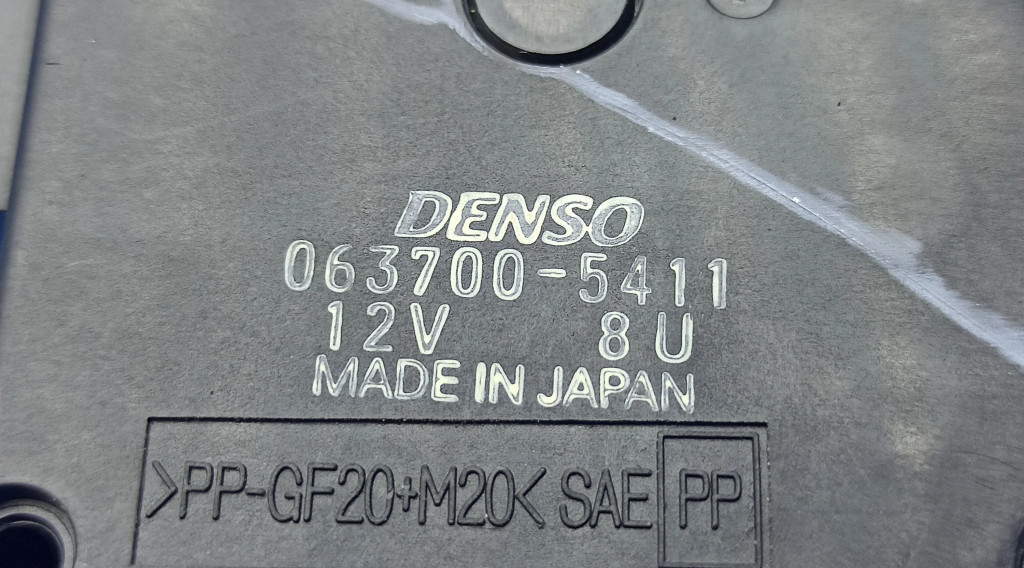 DENSO
063700-5411
12V 8U
MADE IN JAPAN
>PP-GF20+M20< SAE PP